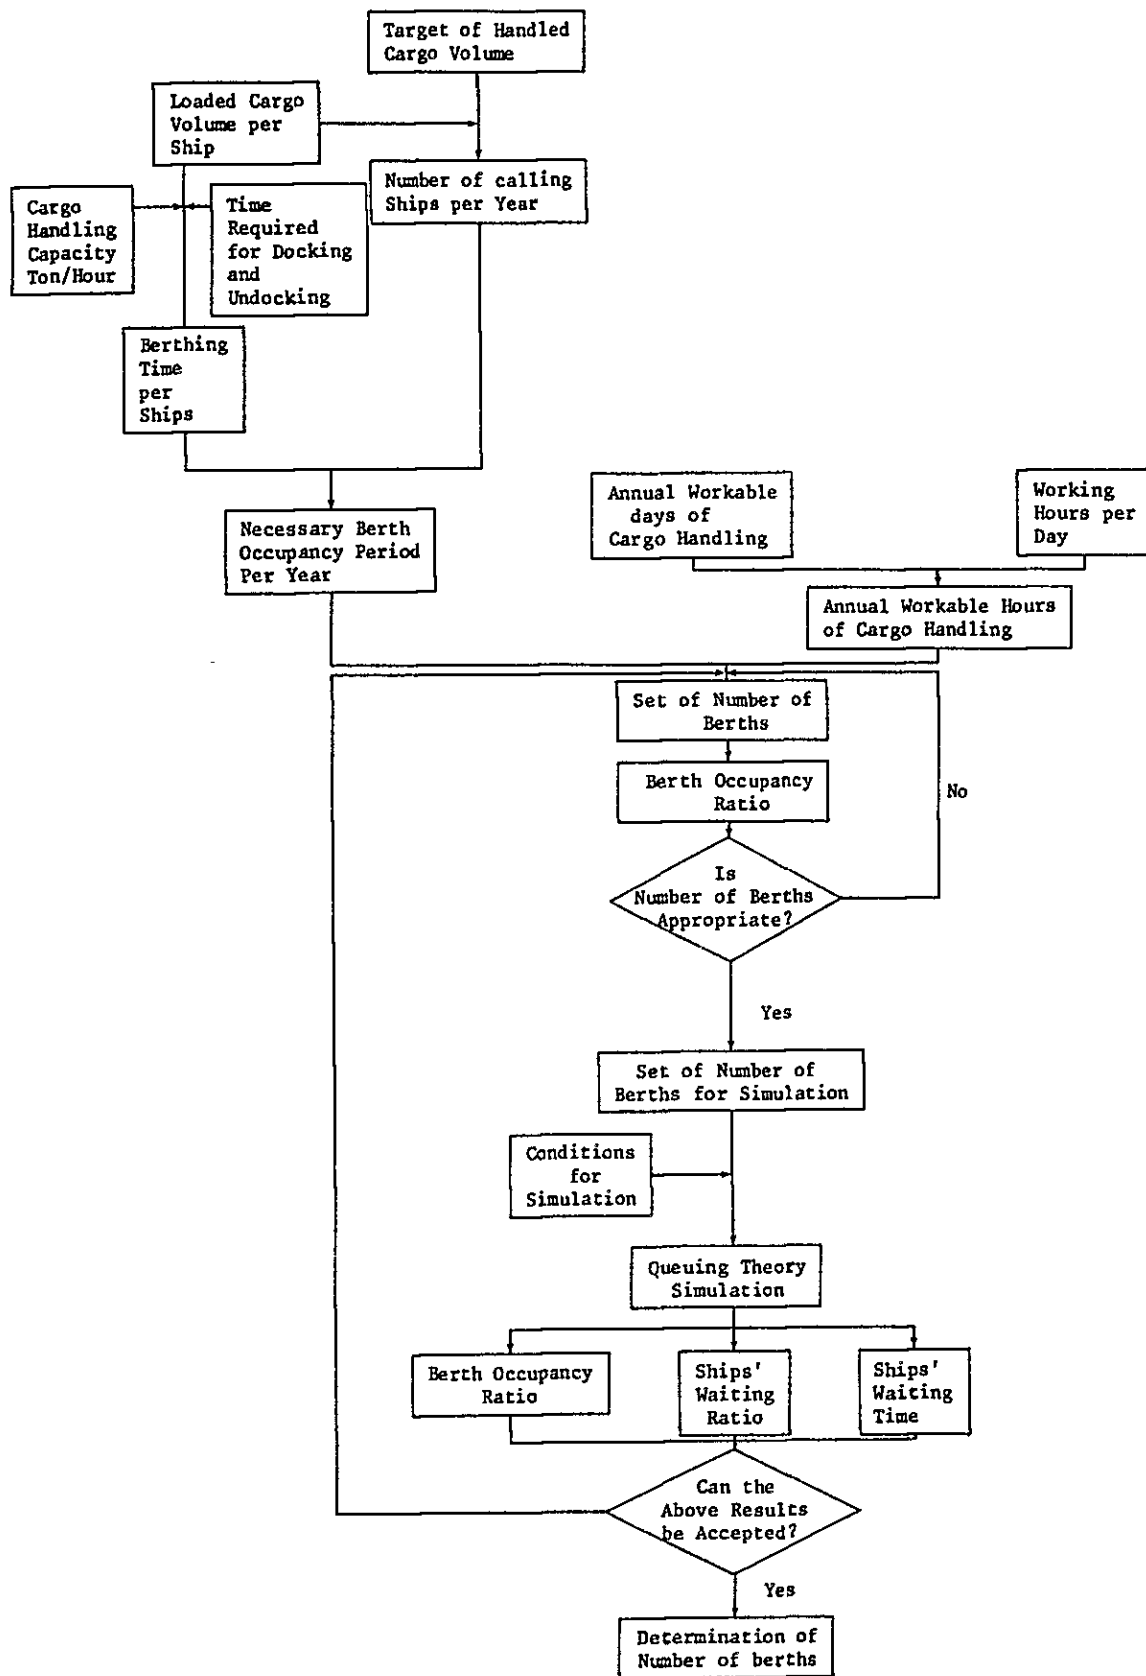 Target of Handled
Cargo Volume
Loaded Cargo
Volume per
Ship
Number of calling
Ships per Year
Cargo
Handling
Capacity
Ton/Hour
Time
Required
for Docking
and
Undocking
Berthing
Time
per
Ships
Annual Workable
days of
Cargo Handling
Working
Hours per
Day
Necessary Berth
Occupancy Period
Per Year
Annual Workable Hours
of Cargo Handling
Set of Number of
Berths
Berth Occupancy
Ratio
No
Is
Number of Berths
Appropriate?
Yes
Set of Number of
Berths for Simulation
Conditions
for
Simulation
Queuing Theory
Simulation
Berth Occupancy
Ratio
Ships'
Waiting
Ratio
Ships'
Waiting
Time
Can the
Above Results
be Accepted?
Yes
Determination of
Number of berths